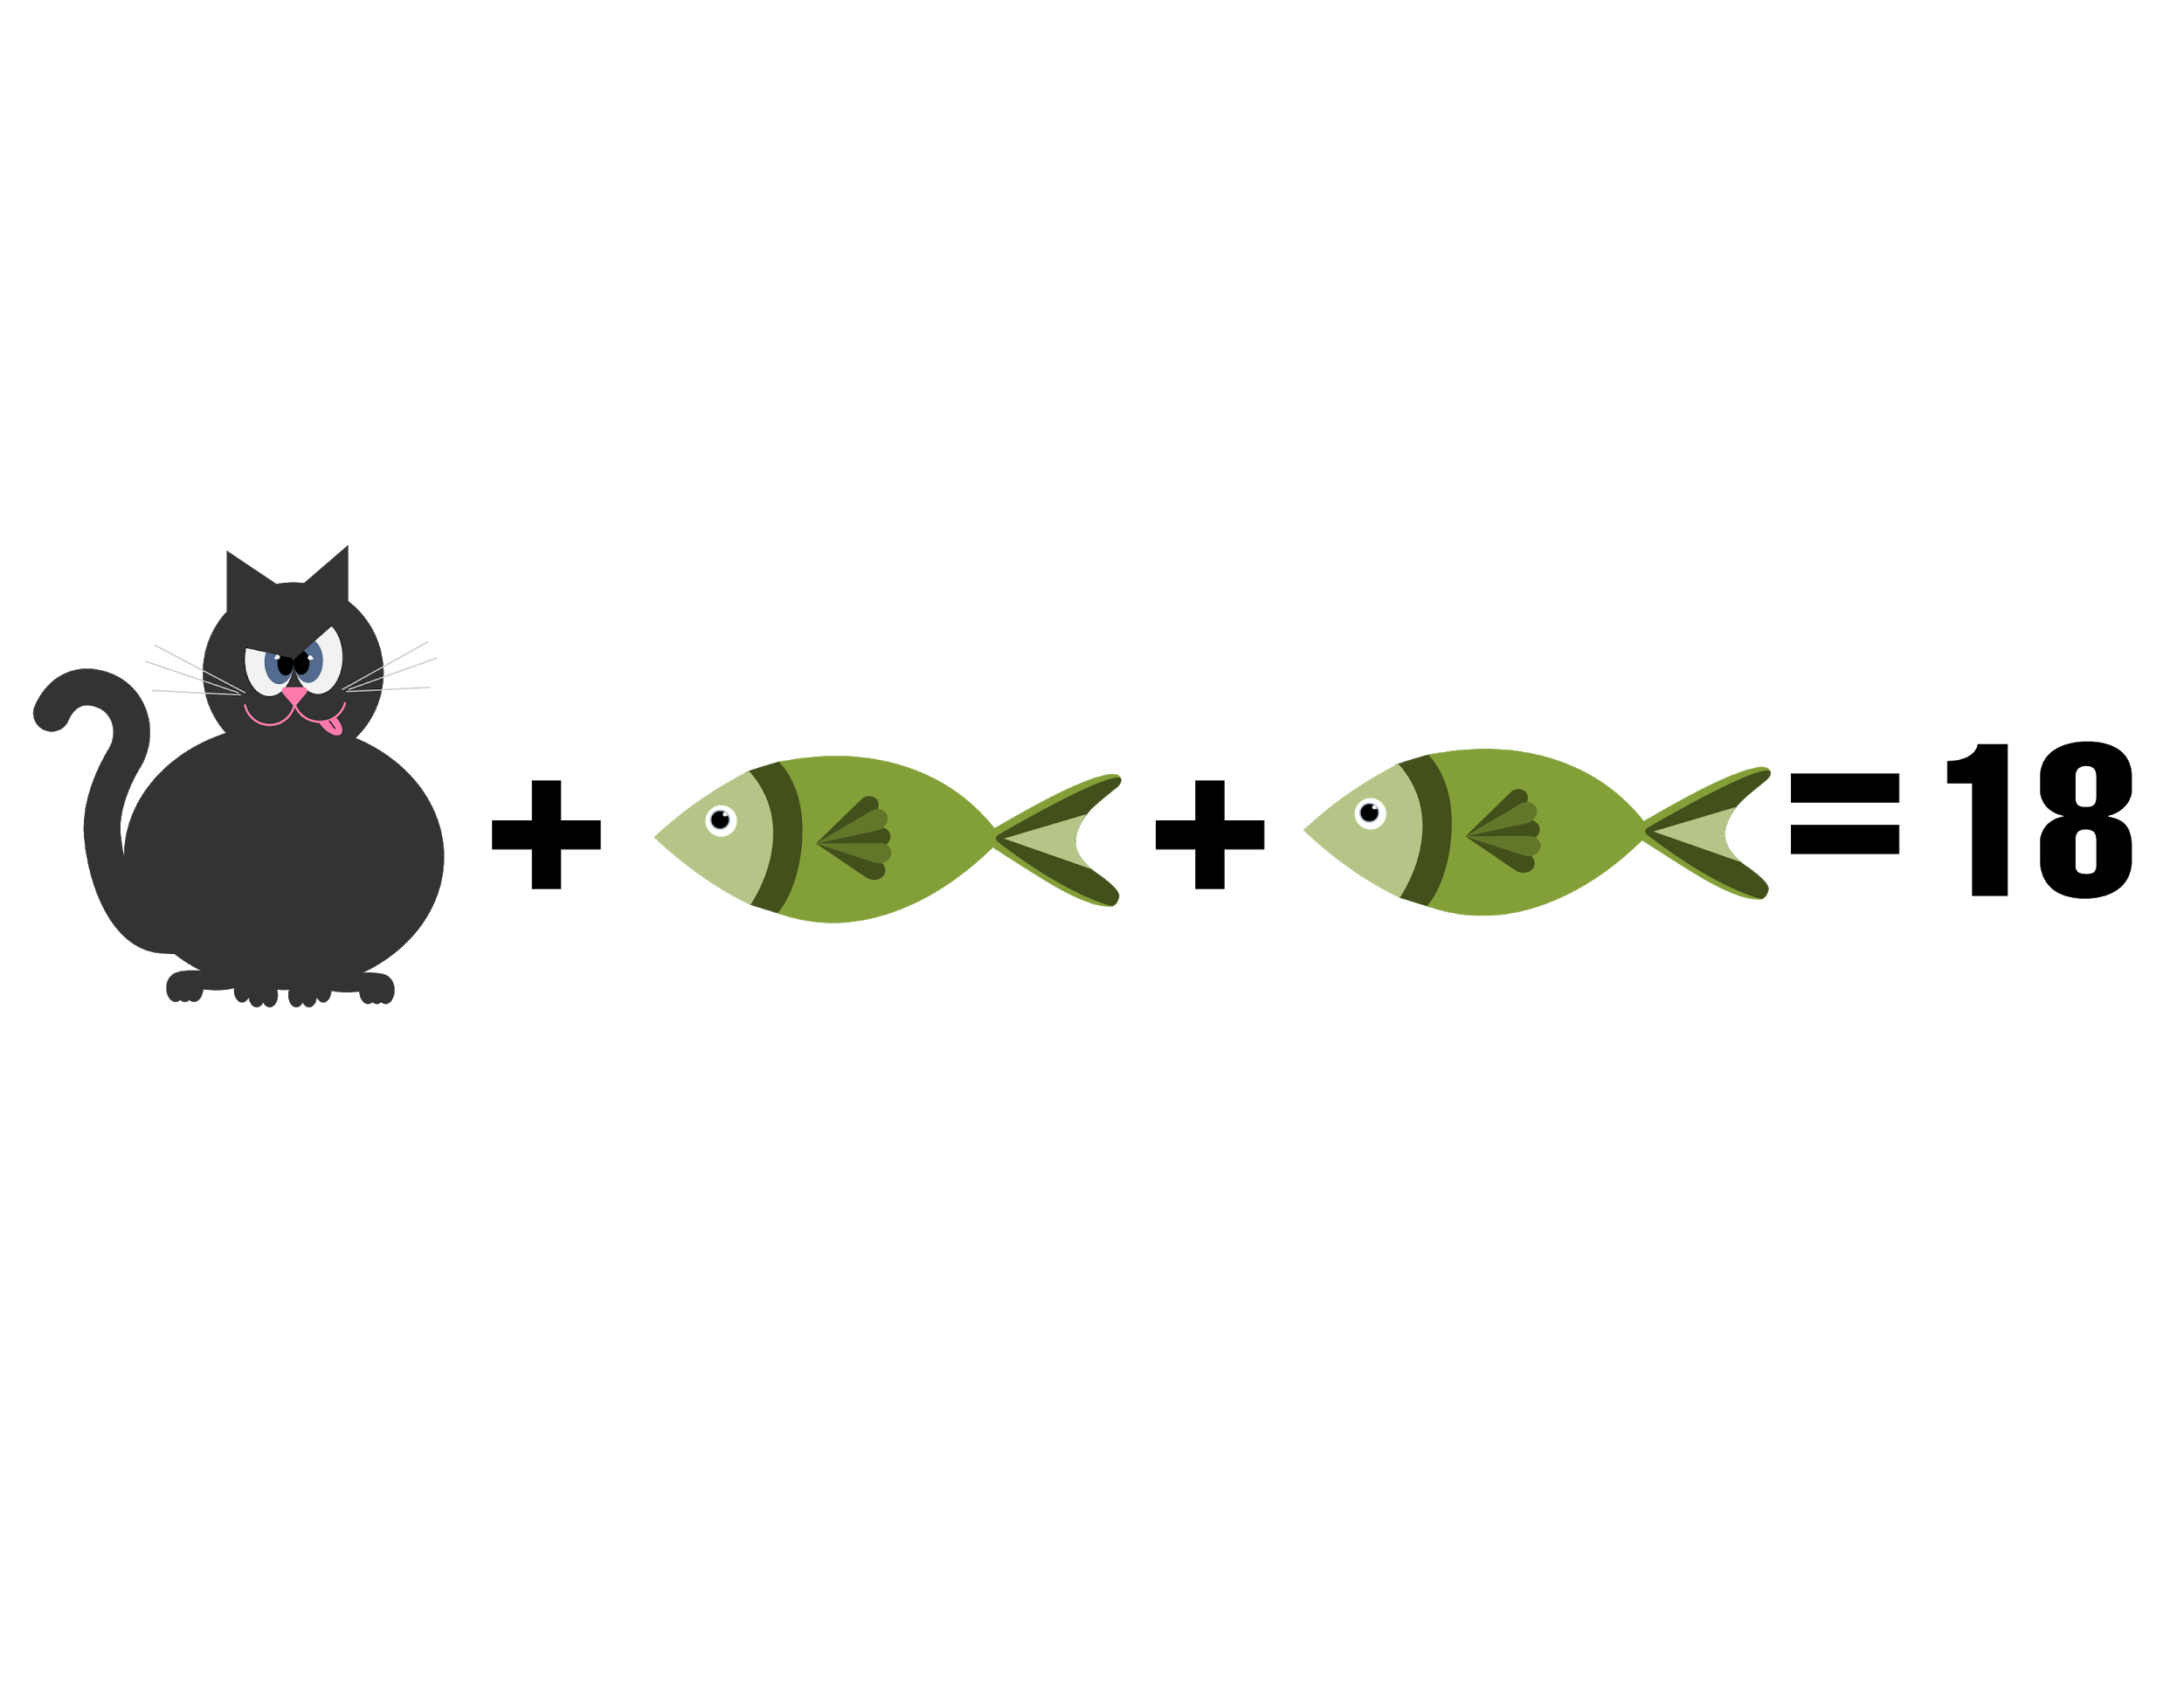 + + =18